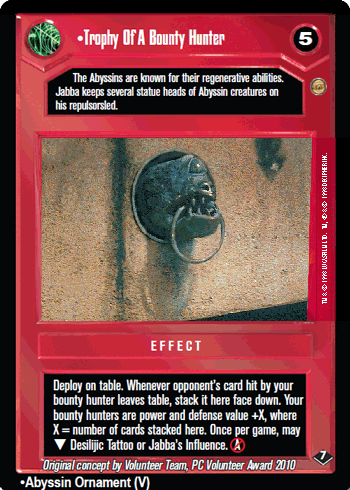 •Trophy Of A Bounty Hunter
5
The Abyssins are known for their regenerative abilities.
Jabba keeps several statue heads of Abyssin creatures on
his repulsorsled.
EFFECT
Deploy on table. Whenever opponent's card hit by your
bounty hunter leaves table, stack it here face down. Your
bounty hunters are power and defense value +X, where
X = number of cards stacked here. Once per game, may
▼ Desilijic Tattoo or Jabba's Influence. A
7
Original concept by Volunteer Team, PC Volunteer Award 2010
•Abyssin Ornament (V)